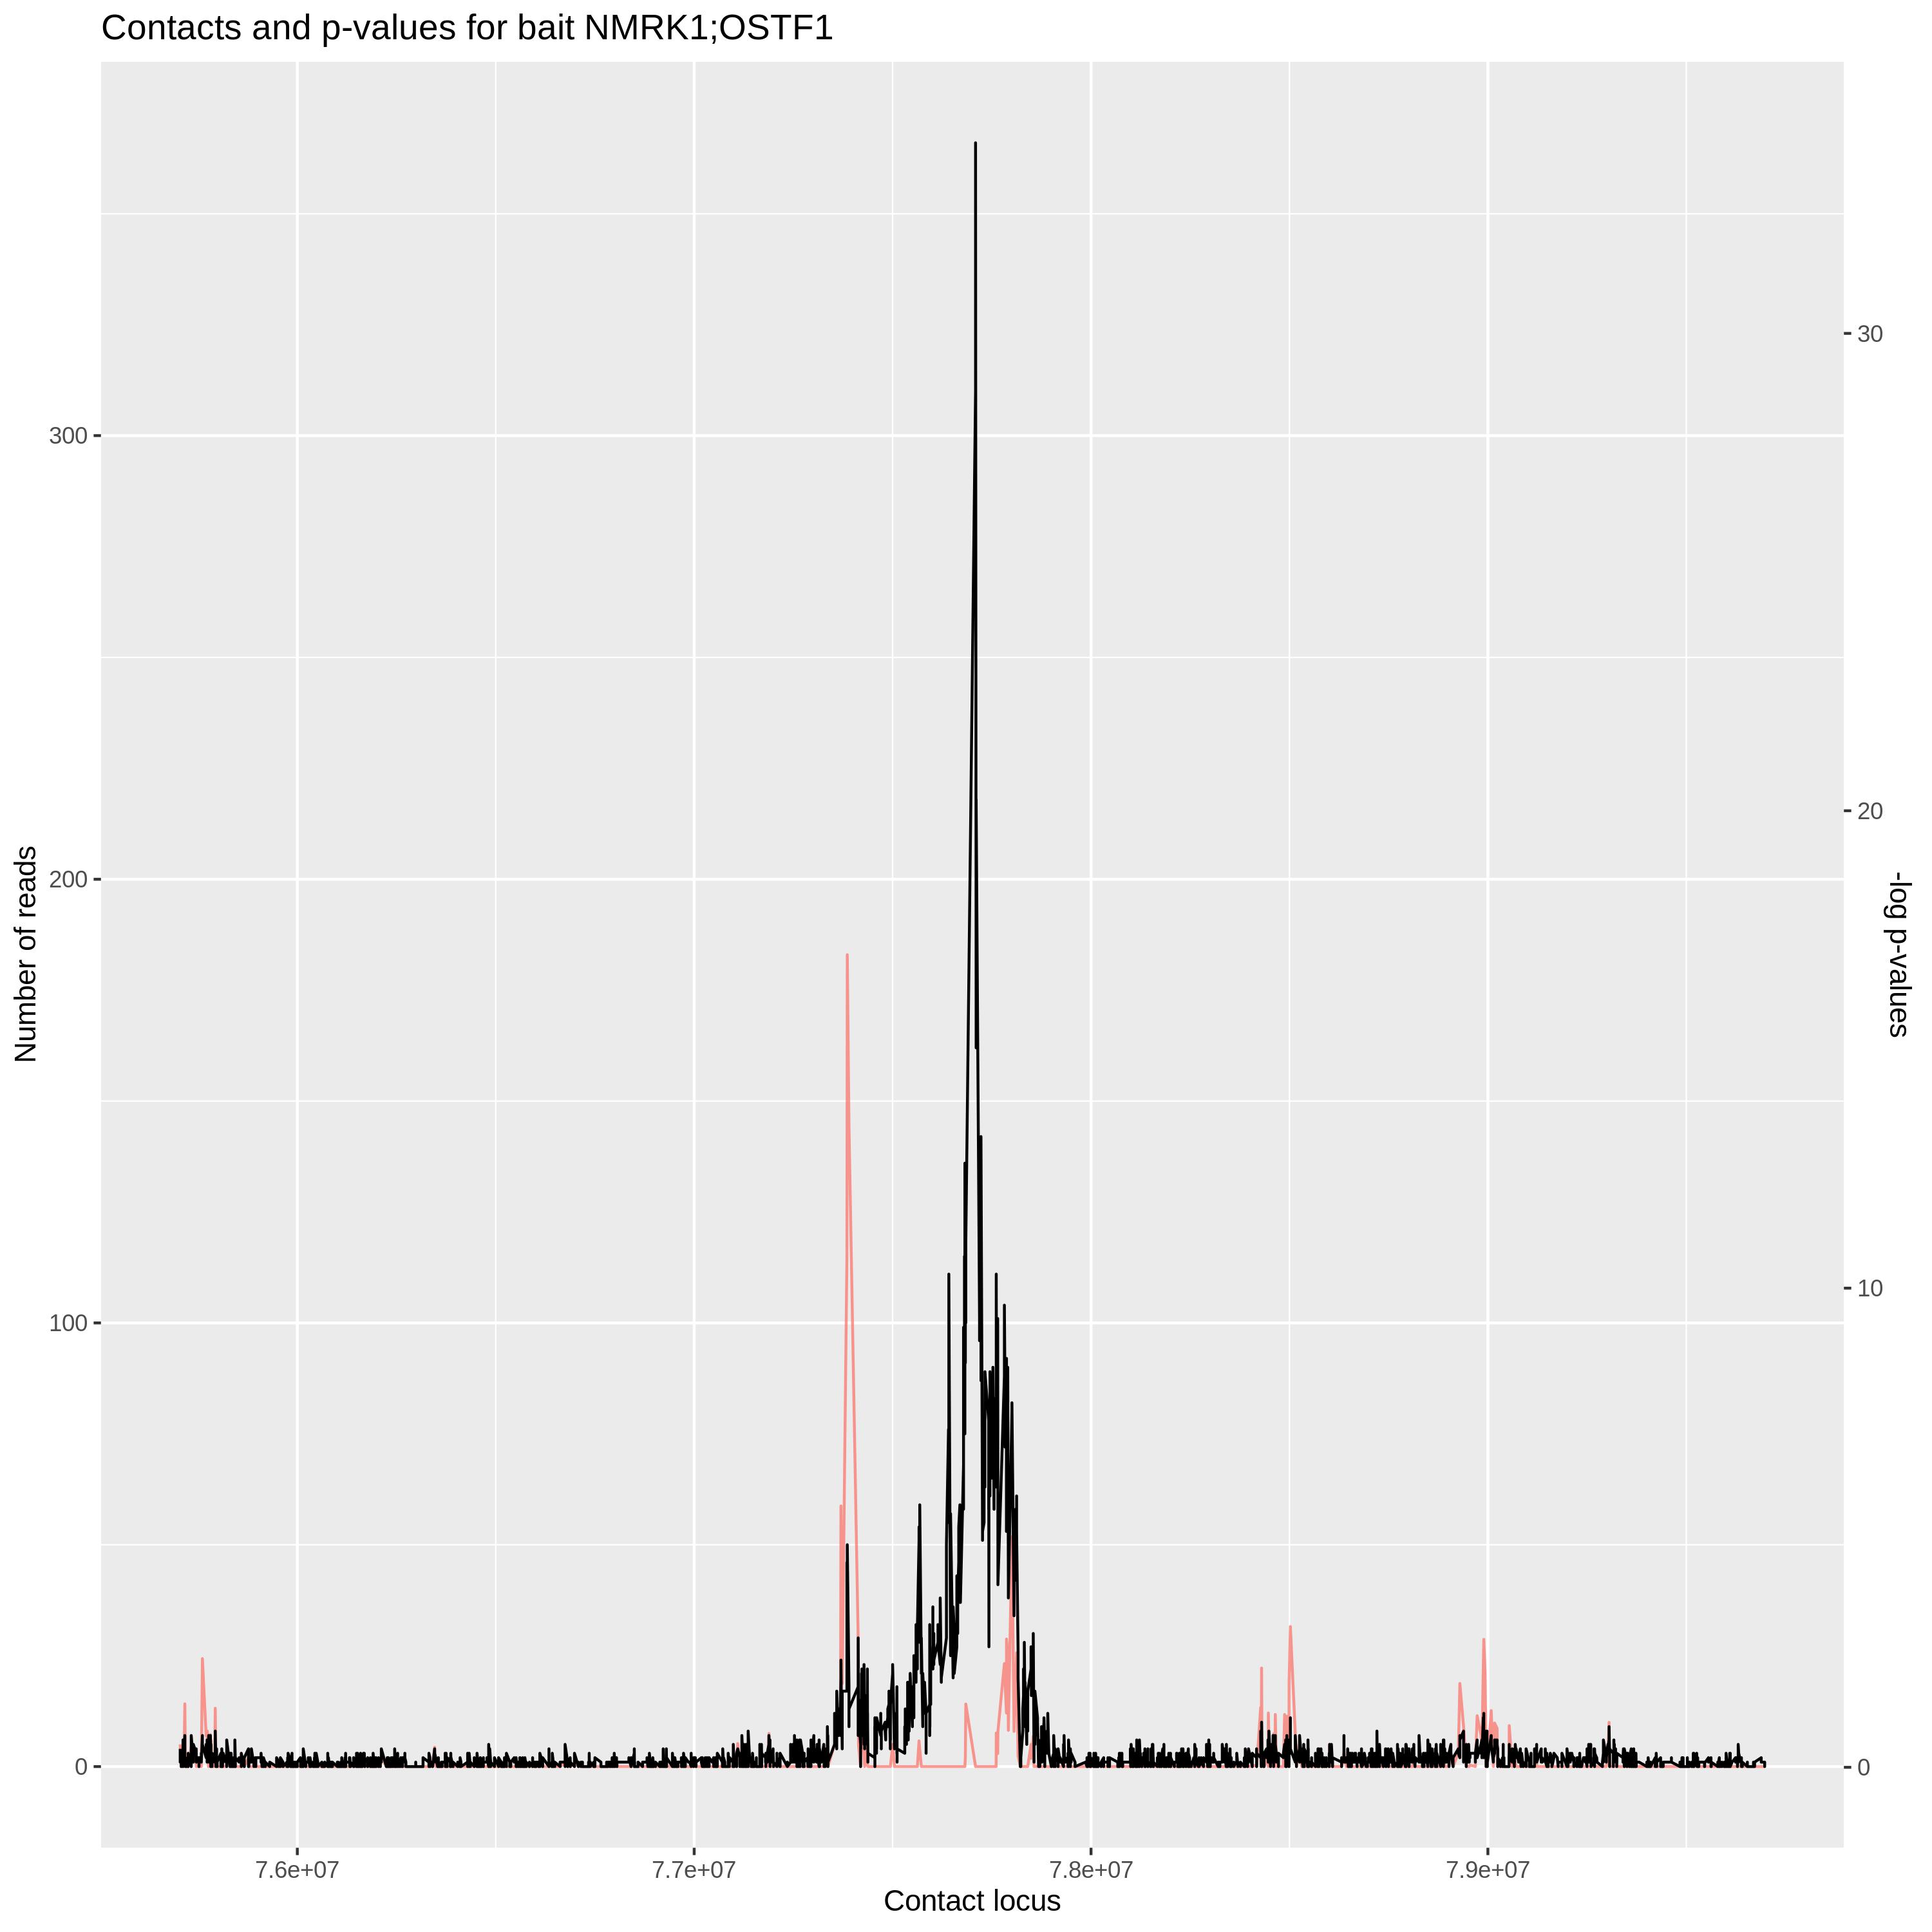 Contacts and p-values for bait NMRK1;OSTF1
Number of reads
300
200
100
0
30
20
10
0
-log p-values
7.6e+07 7.7e+07 7.8e+07 7.9e+07
Contact locus